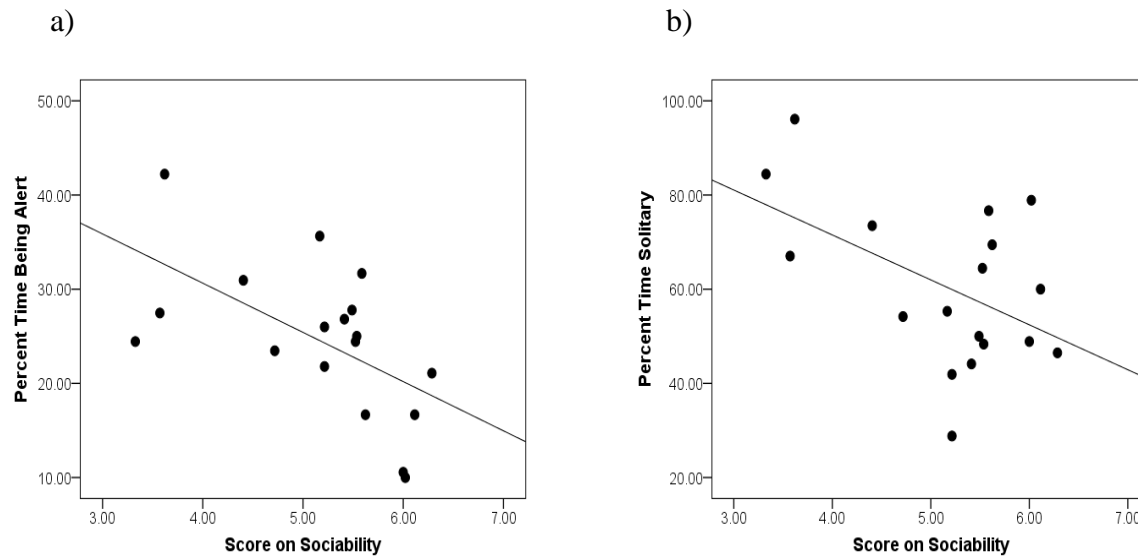 a)
50.00
40.00
30.00
20.00
10.00
Percent Time Being Alert
3.00 4.00 5.00 6.00 7.00
Score on Sociability
b)
100.00
80.00
60.00
40.00
20.00
Percent Time Solitary
3.00 4.00 5.00 6.00 7.00
Score on Sociability